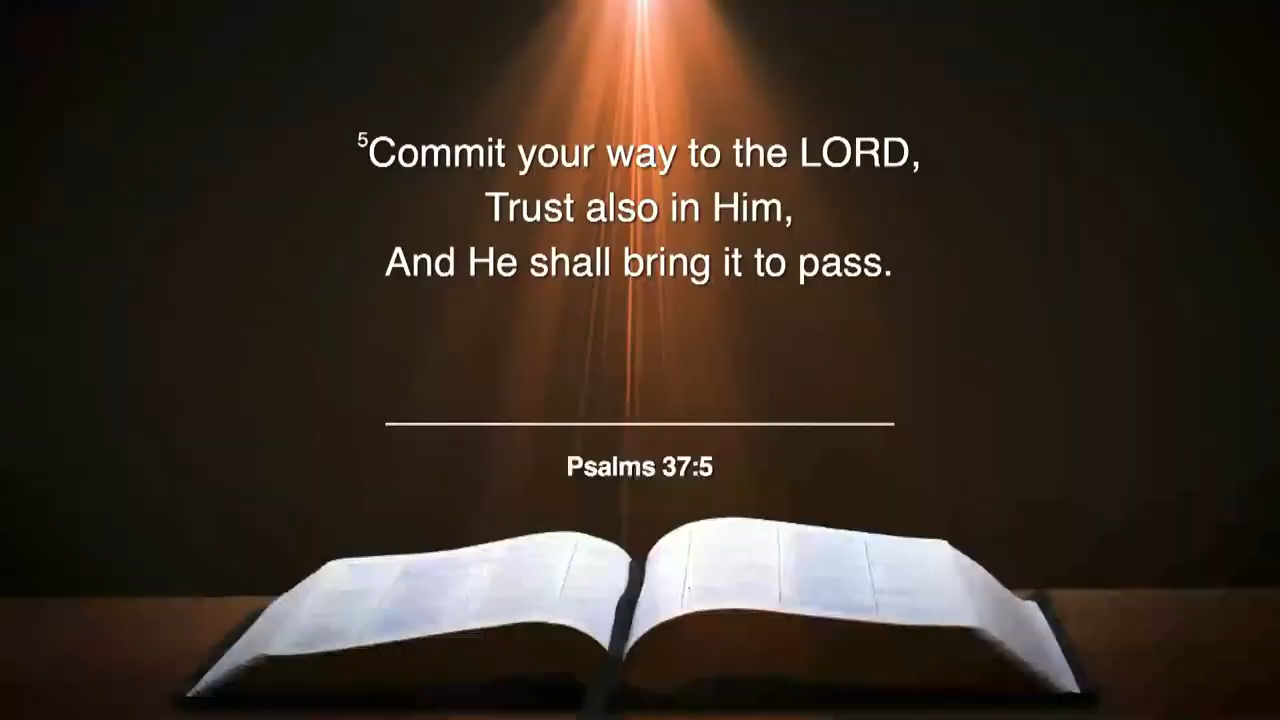 ⁵Commit your way to the LORD,
Trust also in Him,
And He shall bring it to pass.
Psalms 37:5